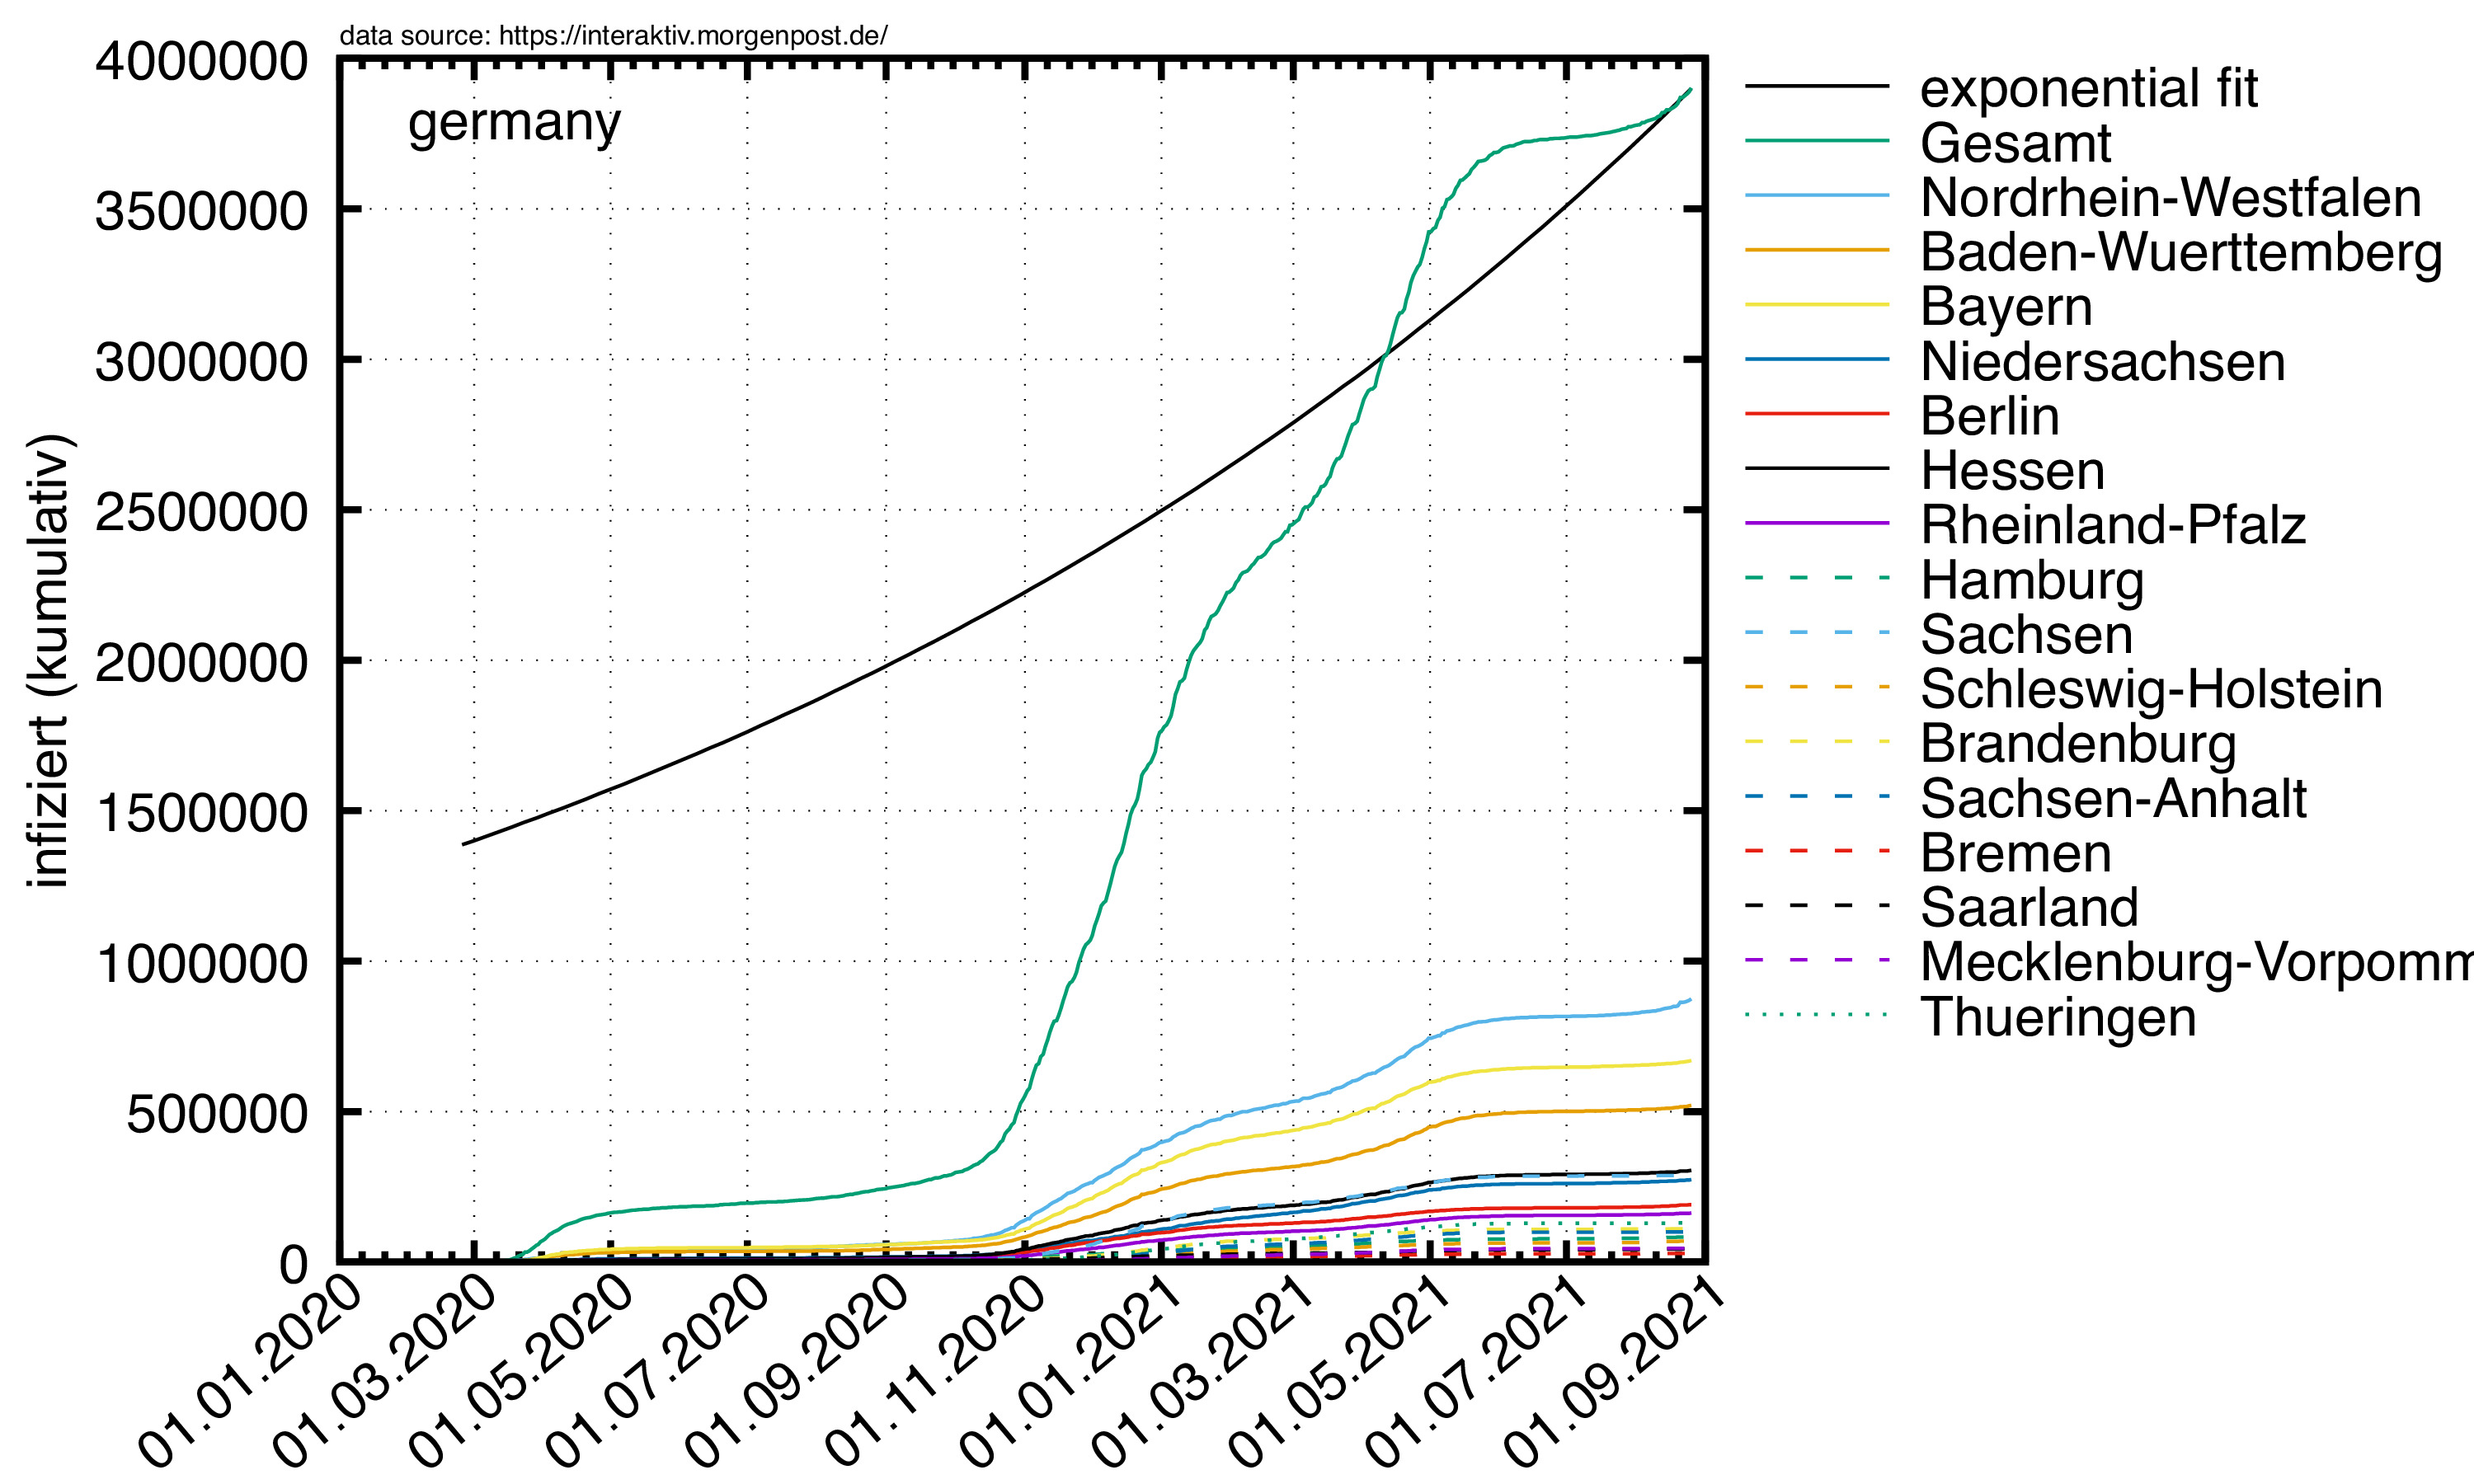 data source: https://interaktiv.morgenpost.de/
germany
infiziert (kumulativ)
4000000
3500000
3000000
2500000
2000000
1500000
1000000
500000
0
01.01.2020
01.03.2020
01.05.2020
01.07.2020
01.09.2020
01.11.2020
01.01.2021
01.03.2021
01.05.2021
01.07.2021
01.09.2021
exponential fit
Gesamt
Nordrhein-Westfalen
Baden-Wuerttemberg
Bayern
Niedersachsen
Berlin
Hessen
Rheinland-Pfalz
Hamburg
Sachsen
Schleswig-Holstein
Brandenburg
Sachsen-Anhalt
Bremen
Saarland
Mecklenburg-Vorpomm
Thueringen